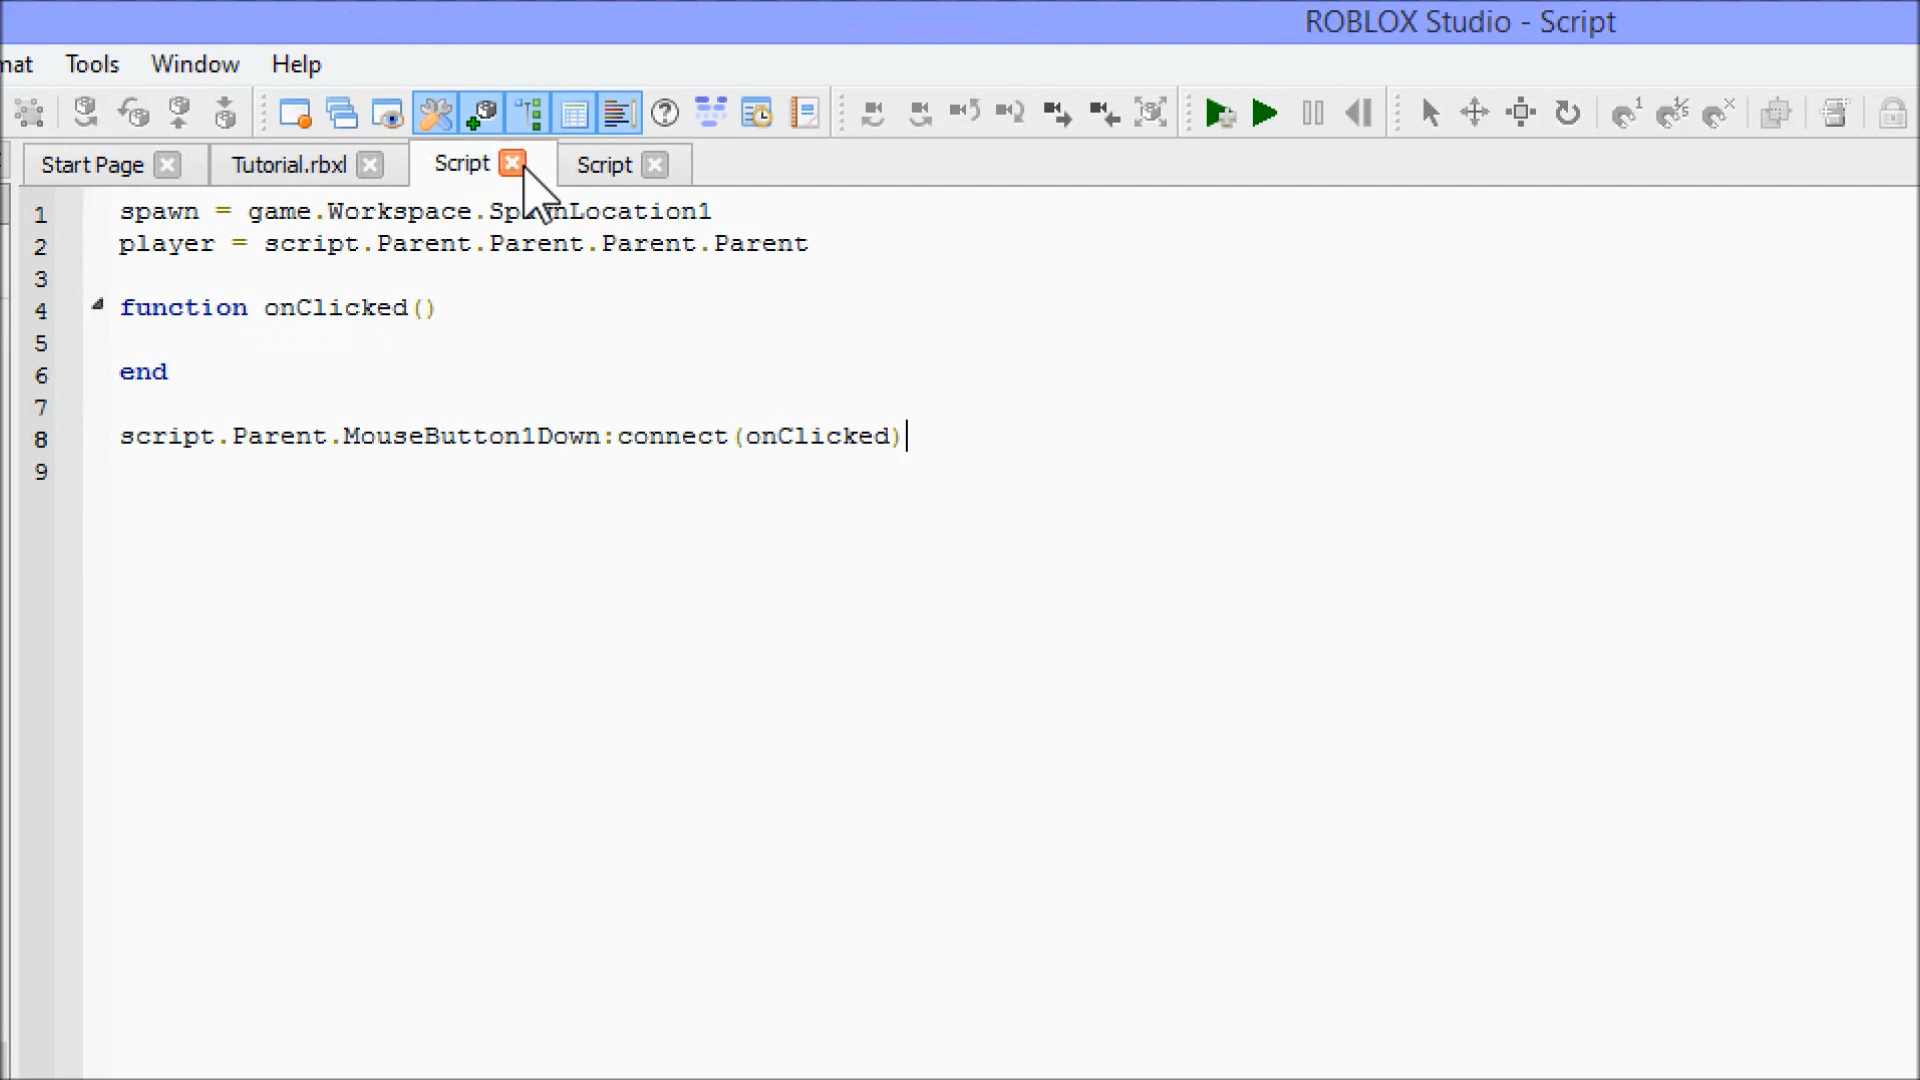 ROBLOX Studio - Script
mat Tools Window Help
Start Page Tutorial.rbxl Script Script
1 spawn = game.Workspace.SpawnLocation1
2 player = script.Parent.Parent.Parent.Parent
3
4 function onClicked()
5
6 end
7
8 script.Parent.MouseButton1Down:connect(onClicked)
9